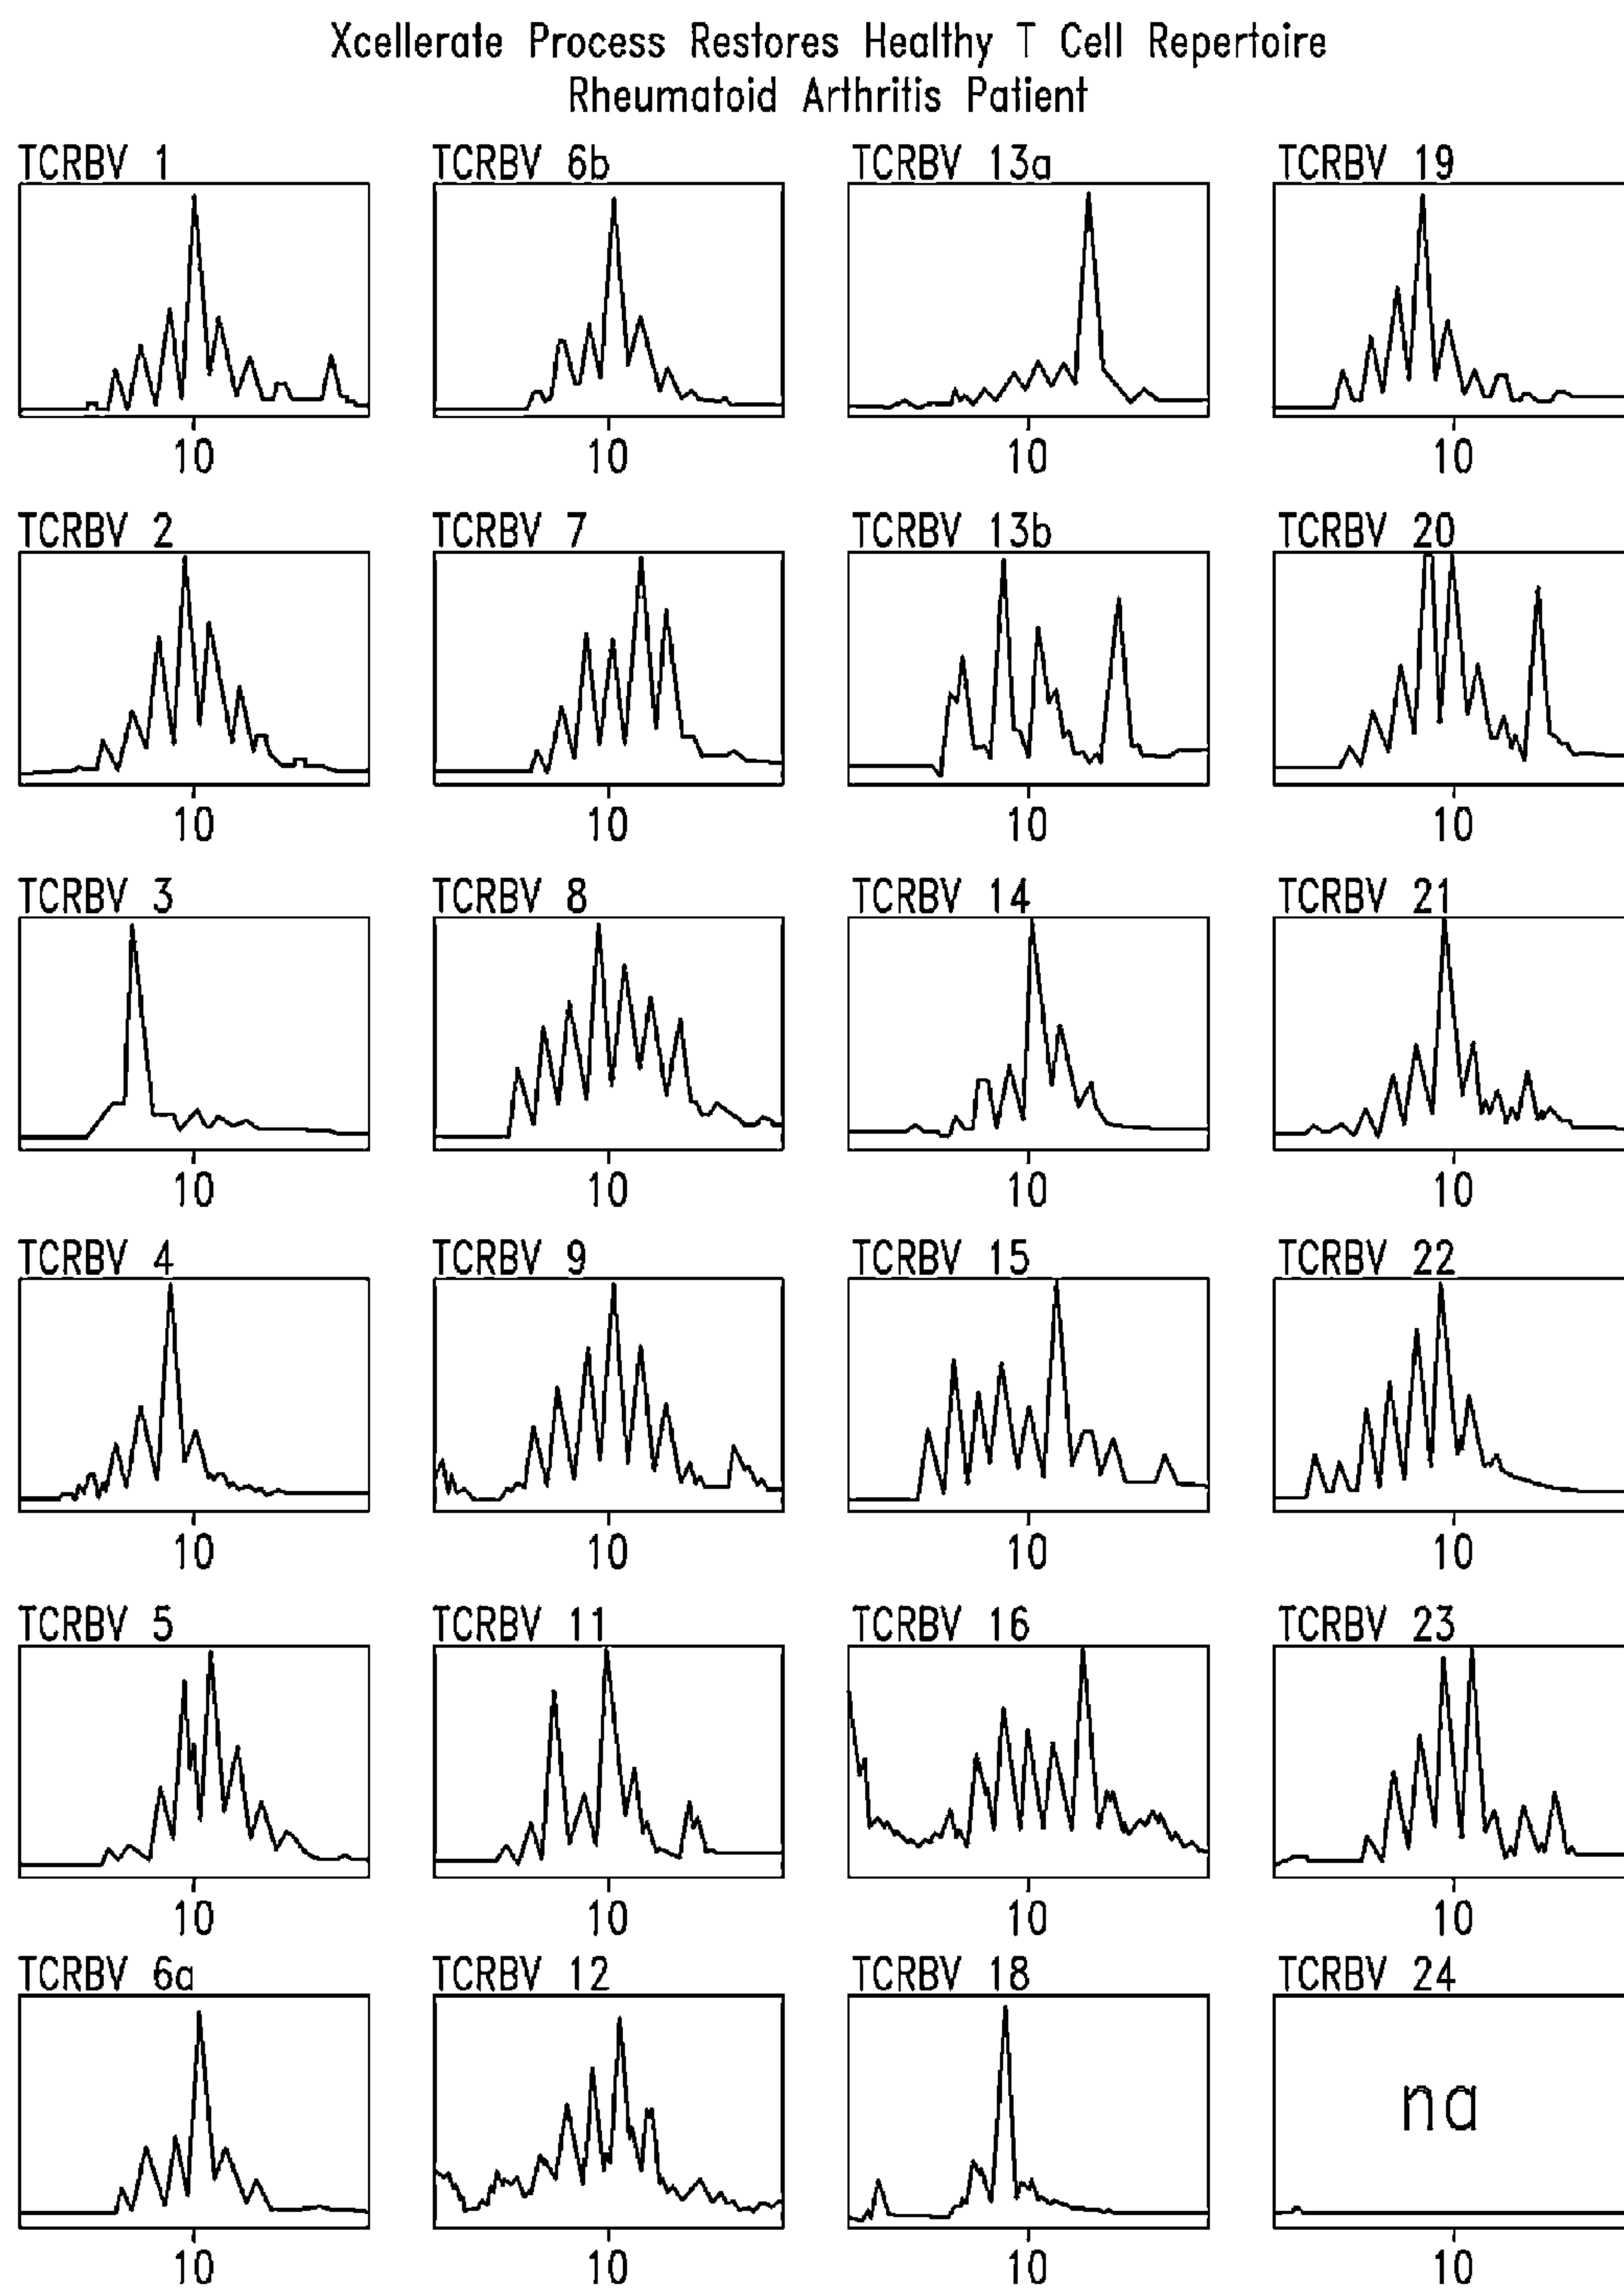 Xcellerate Process Restores Healthy T Cell Repertoire
Rheumatoid Arthritis Patient
TCRBV 1
TCRBV 6b
TCRBV 13a
TCRBV 19
10
10
10
10
TCRBV 2
TCRBV 7
TCRBV 13b
TCRBV 20
10
10
10
10
TCRBV 3
TCRBV 8
TCRBV 14
TCRBV 21
10
10
10
10
TCRBV 4
TCRBV 9
TCRBV 15
TCRBV 22
10
10
10
10
TCRBV 5
TCRBV 11
TCRBV 16
TCRBV 23
10
10
10
10
TCRBV 6a
TCRBV 12
TCRBV 18
TCRBV 24
na
10
10
10
10